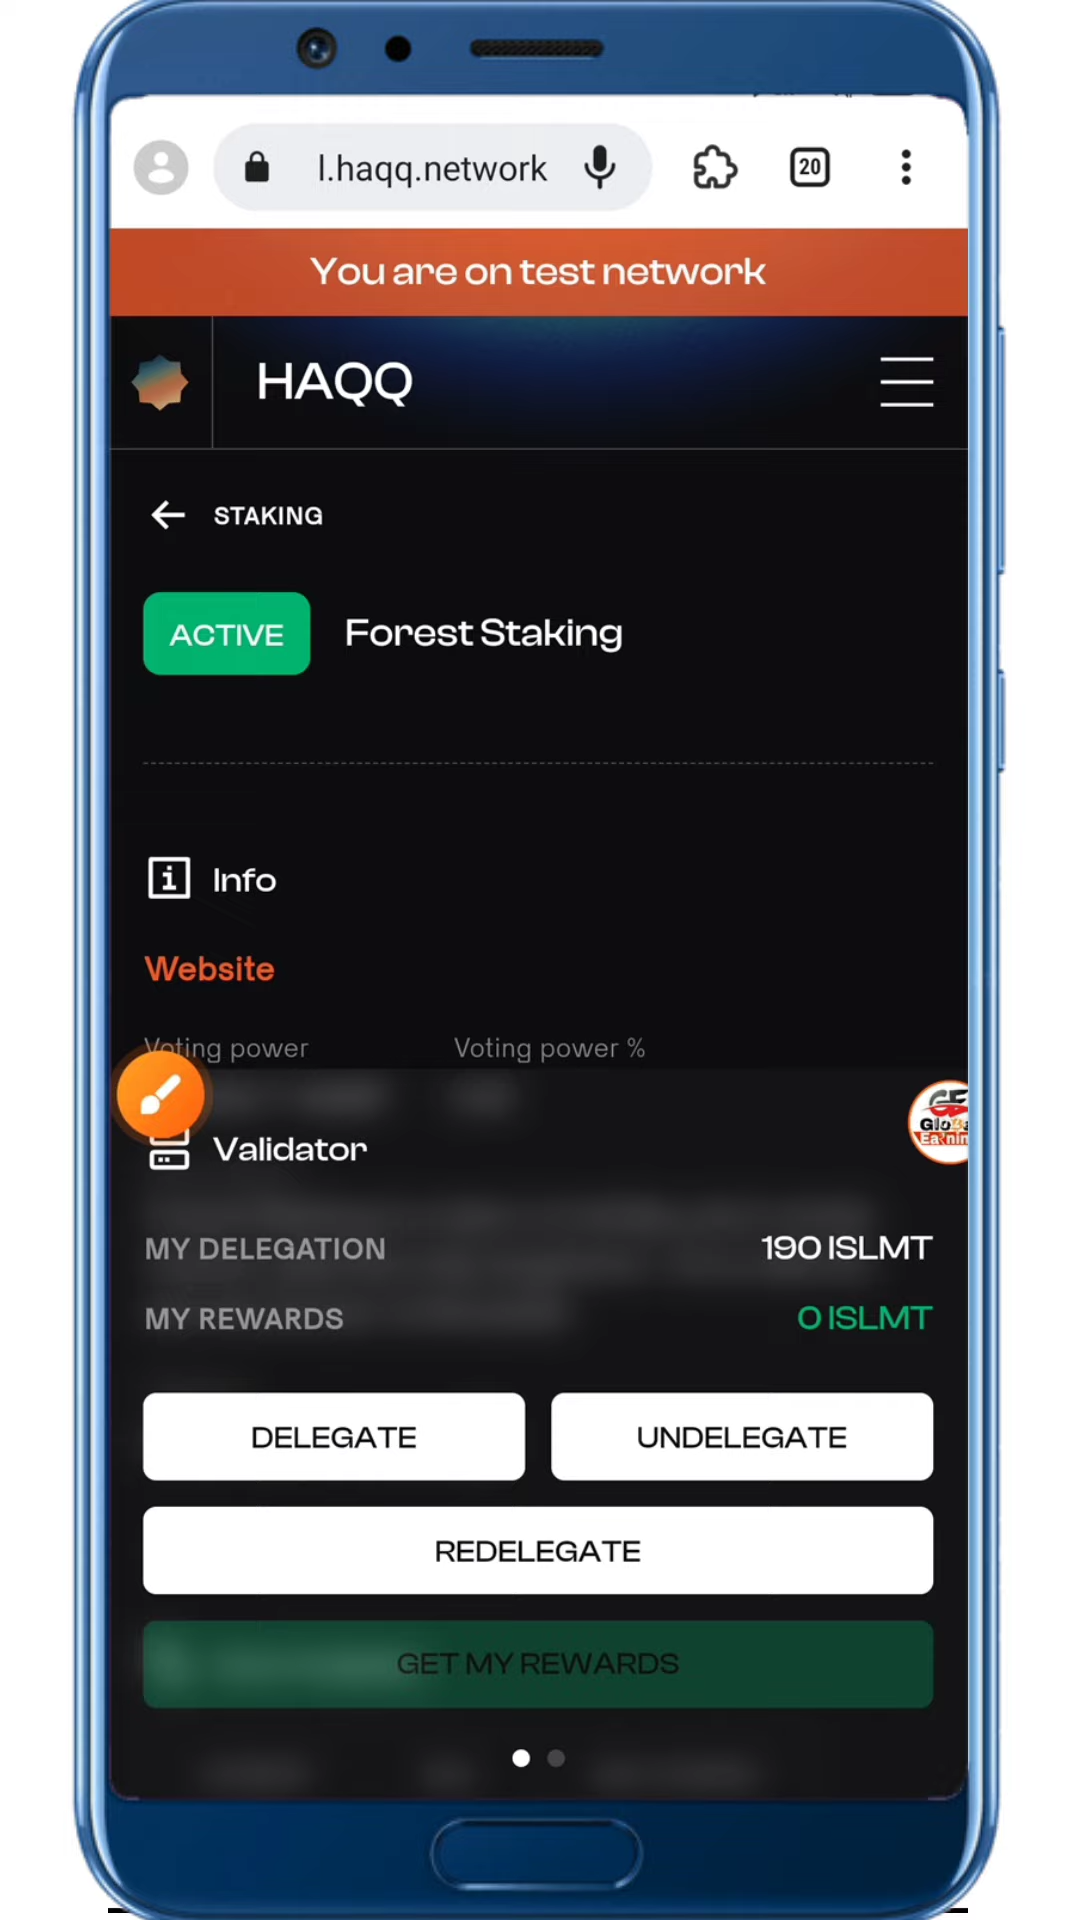 l.haqq.network
20
You are on test network
HAQQ
STAKING
ACTIVE
Forest Staking
Info
Website
Voting power
Voting power %
Validator
MY DELEGATION
190 ISLMT
MY REWARDS
0 ISLMT
DELEGATE
UNDELEGATE
REDELEGATE
GET MY REWARDS